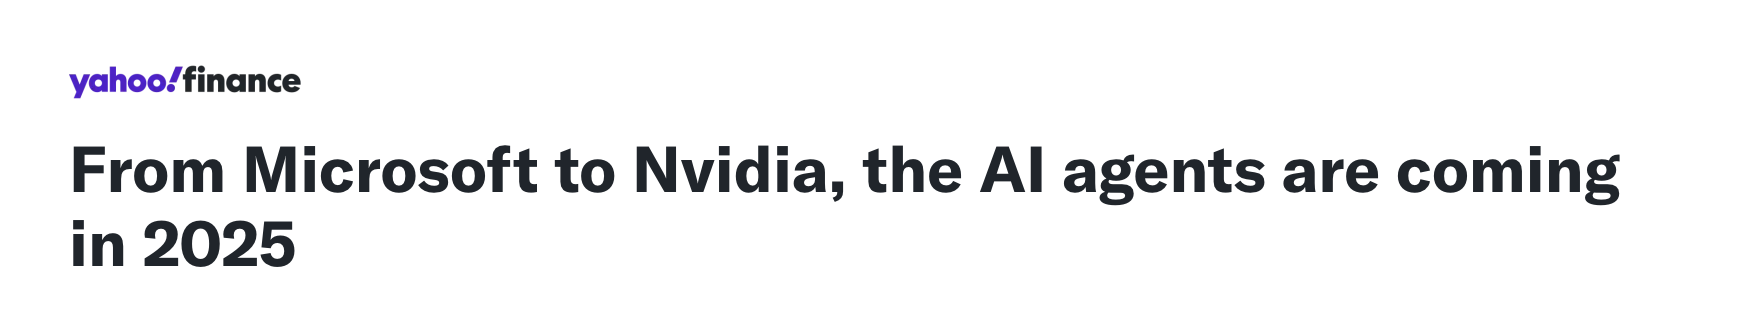 yahoo!finance
From Microsoft to Nvidia, the AI agents are coming
in 2025